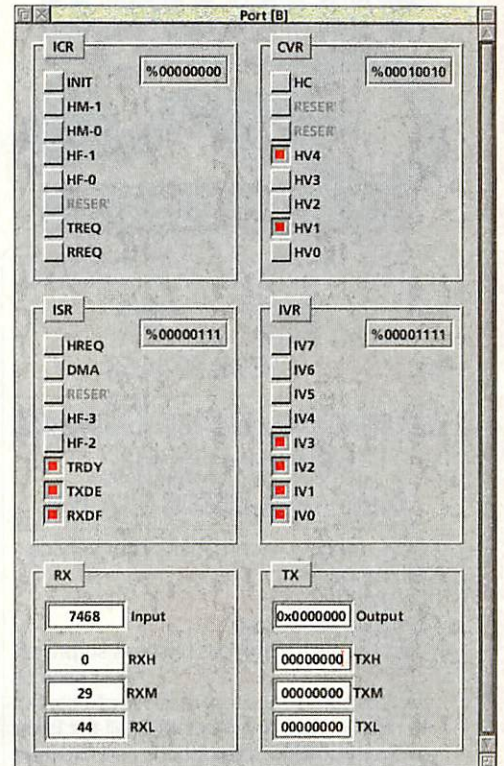 Port [B]
ICR
%00000000
INIT
HM-1
HM-0
HF-1
HF-0
RESER'
TREQ
RREQ
CVR
%00010010
HC
RESER'
RESER'
HV4
HV3
HV2
HV1
HV0
ISR
%00000111
HREQ
DMA
RESER'
HF-3
HF-2
TRDY
TXDE
RXDF
IVR
%00001111
IV7
IV6
IV5
IV4
IV3
IV2
IV1
IV0
RX
7468 Input
0 RXH
29 RXM
44 RXL
TX
0x0000000 Output
00000000 TXH
00000000 TXM
00000000 TXL